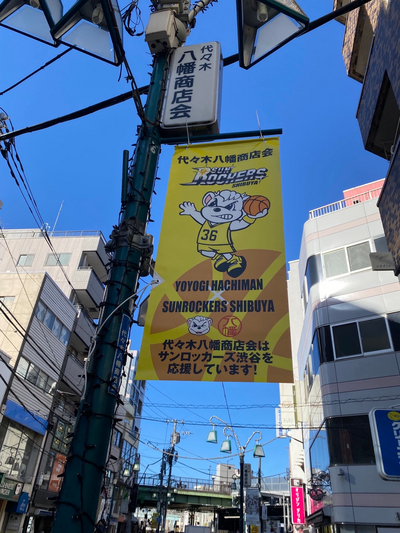 代々木
八幡商店会
代々木八幡商店会
SUN
ROCKERS
SHIBUYA
36
YOYOGI HACHIMAN
×
SUNROCKERS SHIBUYA
代々木八幡商店会は
サンロッカーズ渋谷を
応援しています!